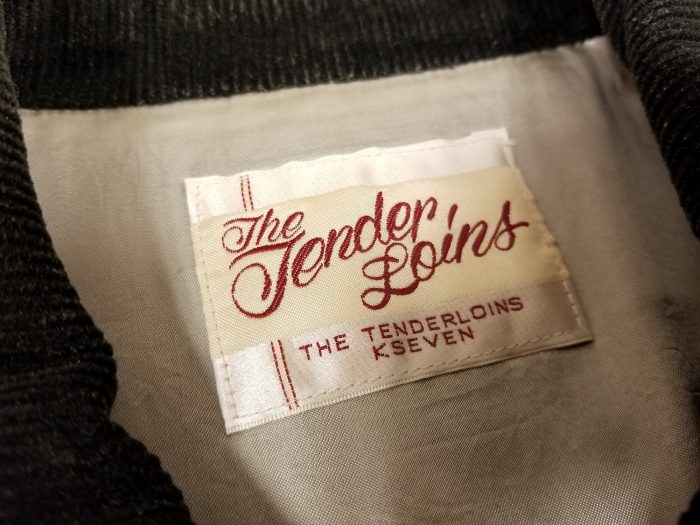 The
Tender
Loins
THE TENDERLOINS
KSEVEN